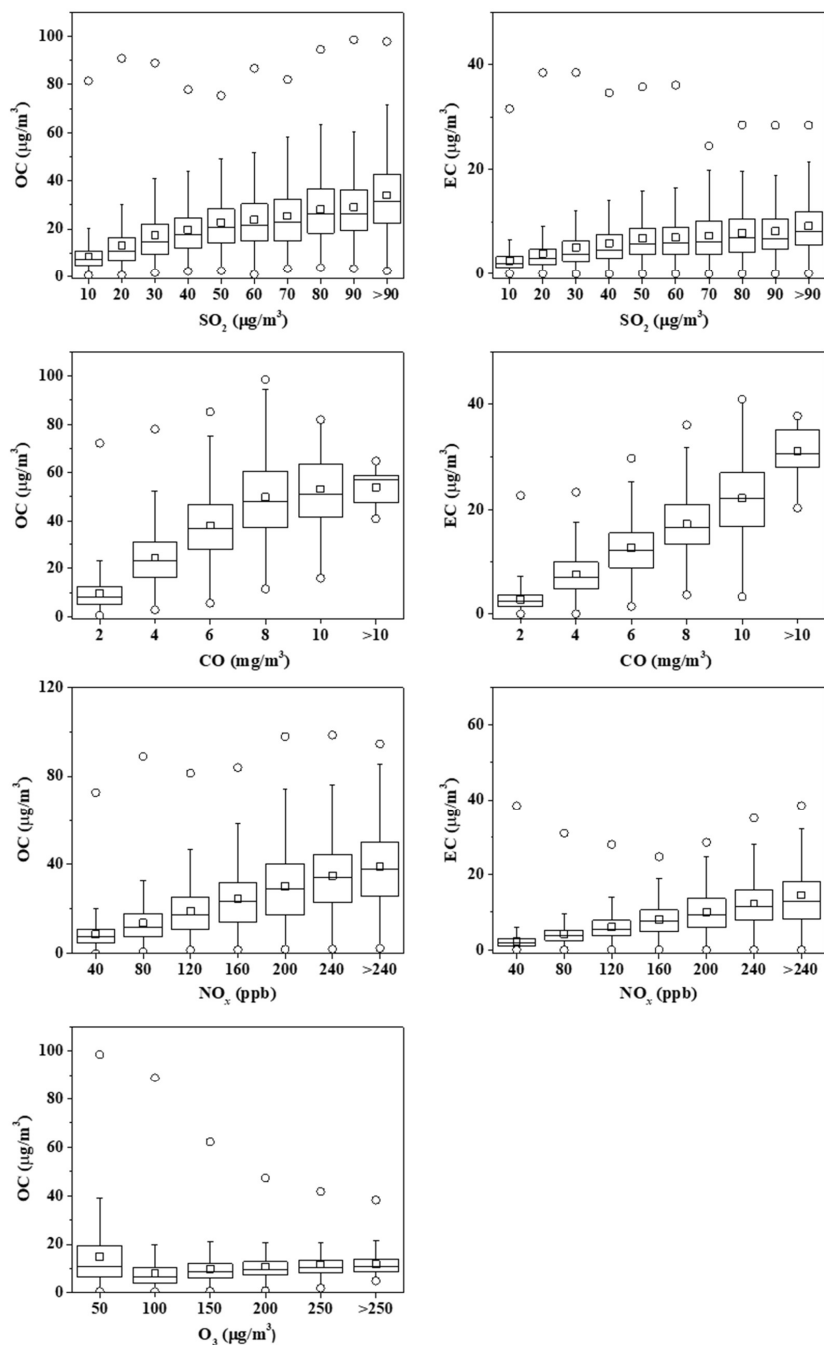 100
80
60
40
20
0
OC (μg/m³)
10 20 30 40 50 60 70 80 90 >90
SO₂ (μg/m³)
40
20
0
EC (μg/m³)
10 20 30 40 50 60 70 80 90 >90
SO₂ (μg/m³)
100
80
60
40
20
0
OC (μg/m³)
2 4 6 8 10 >10
CO (mg/m³)
40
20
0
EC (μg/m³)
2 4 6 8 10 >10
CO (mg/m³)
120
80
40
0
OC (μg/m³)
40 80 120 160 200 240 >240
NOₓ (ppb)
60
40
20
0
EC (μg/m³)
40 80 120 160 200 240 >240
NOₓ (ppb)
100
80
60
40
20
0
OC (μg/m³)
50 100 150 200 250 >250
O₃ (μg/m³)